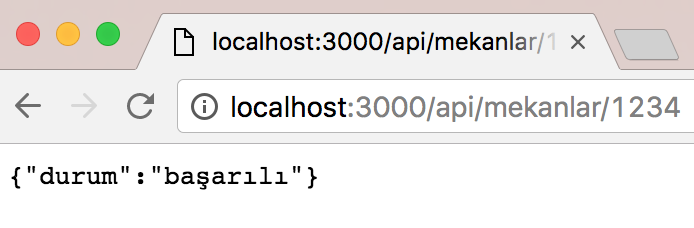 localhost:3000/api/mekanlar/1
localhost:3000/api/mekanlar/1234
{"durum":"başarılı"}